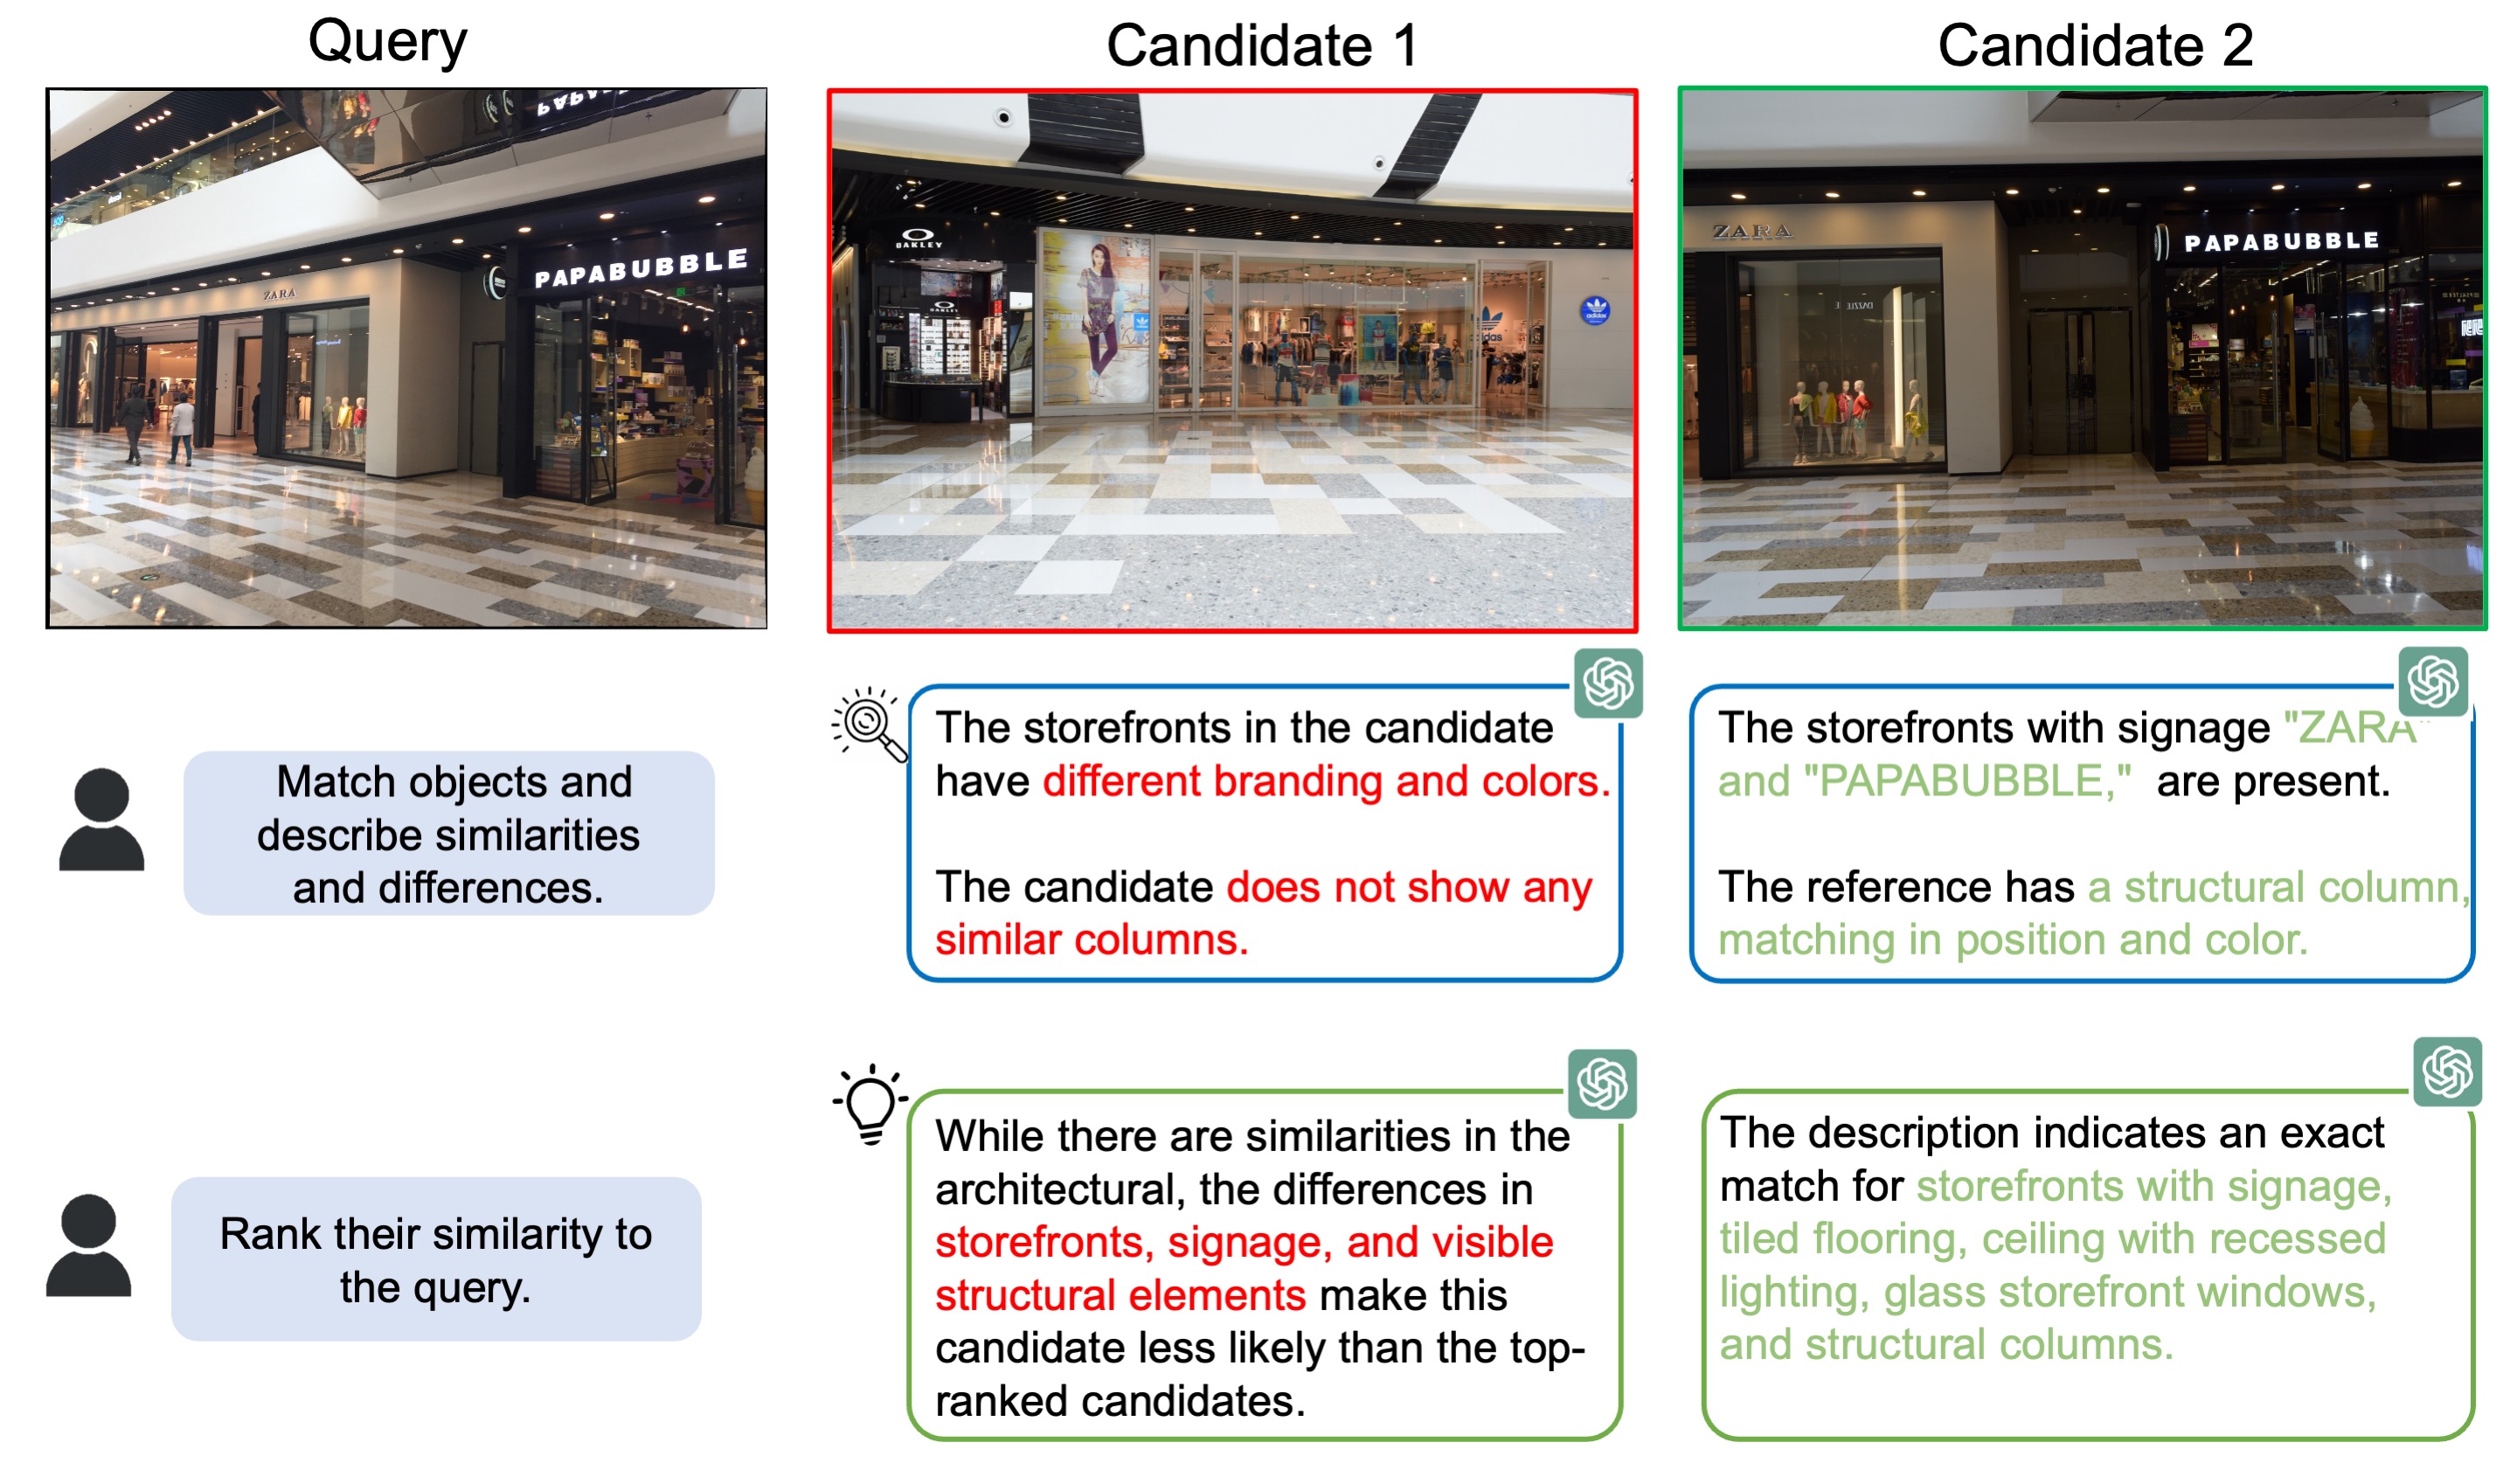 Query
Candidate 1
Candidate 2
PAPABUBBLE
ZARA
OAKLEY
OAKLEY
adidas
adidas
ZARA
PAPABUBBLE
DAZZLE
Match objects and
describe similarities
and differences.
The storefronts in the candidate
have different branding and colors.
The candidate does not show any
similar columns.
The storefronts with signage "ZARA"
and "PAPABUBBLE," are present.
The reference has a structural column,
matching in position and color.
Rank their similarity to
the query.
While there are similarities in the
architectural, the differences in
storefronts, signage, and visible
structural elements make this
candidate less likely than the top-
ranked candidates.
The description indicates an exact
match for storefronts with signage,
tiled flooring, ceiling with recessed
lighting, glass storefront windows,
and structural columns.